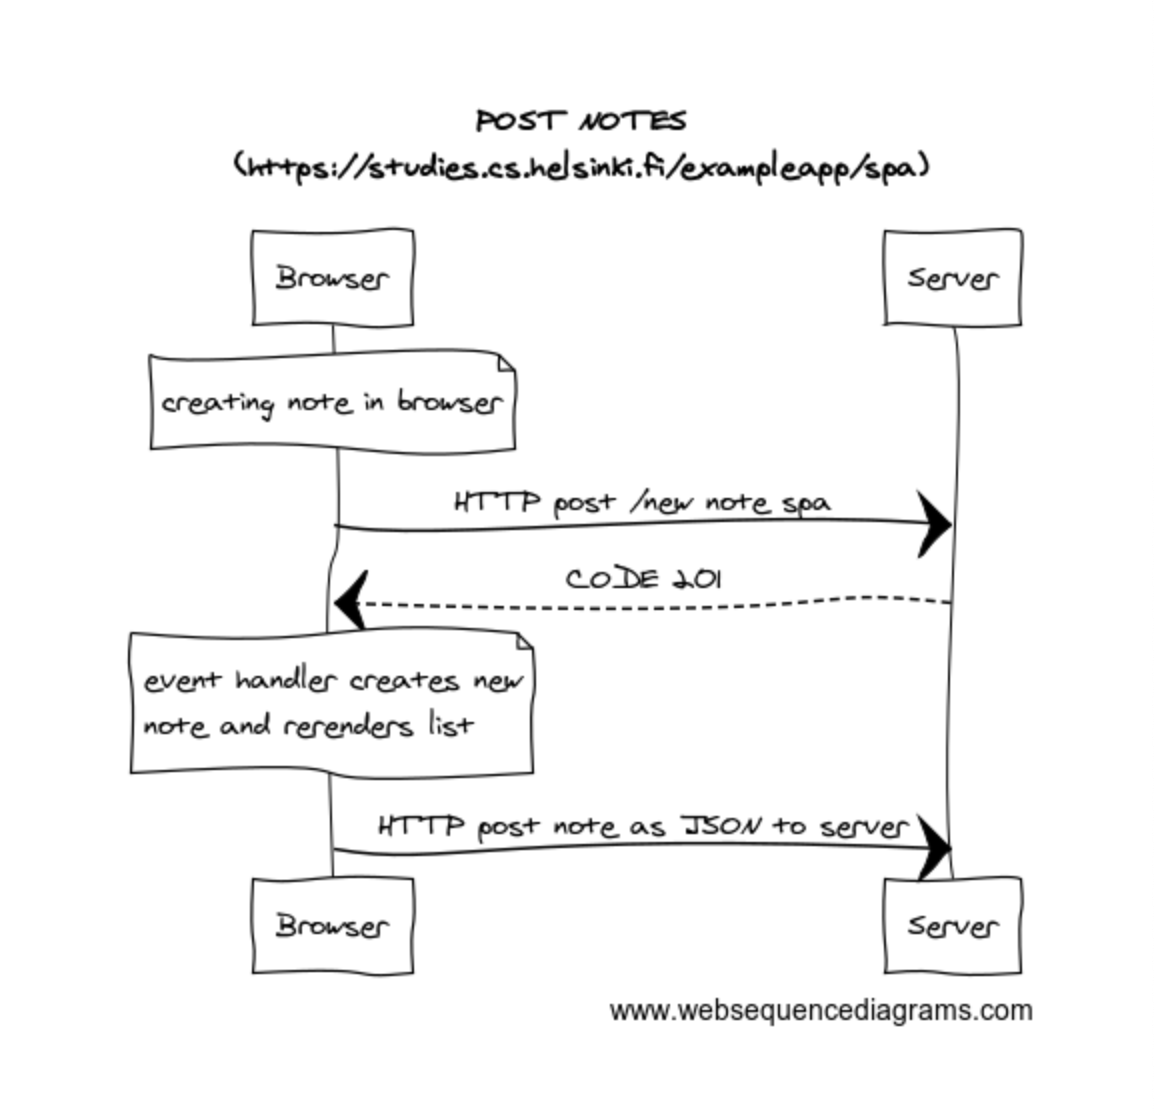 POST NOTES
(https://studies.cs.helsinki.fi/exampleapp/spa)
Browser
Server
creating note in browser
HTTP post /new note spa
CODE 201
event handler creates new
note and rerenders list
HTTP post note as JSON to server
Browser
Server
www.websequencediagrams.com